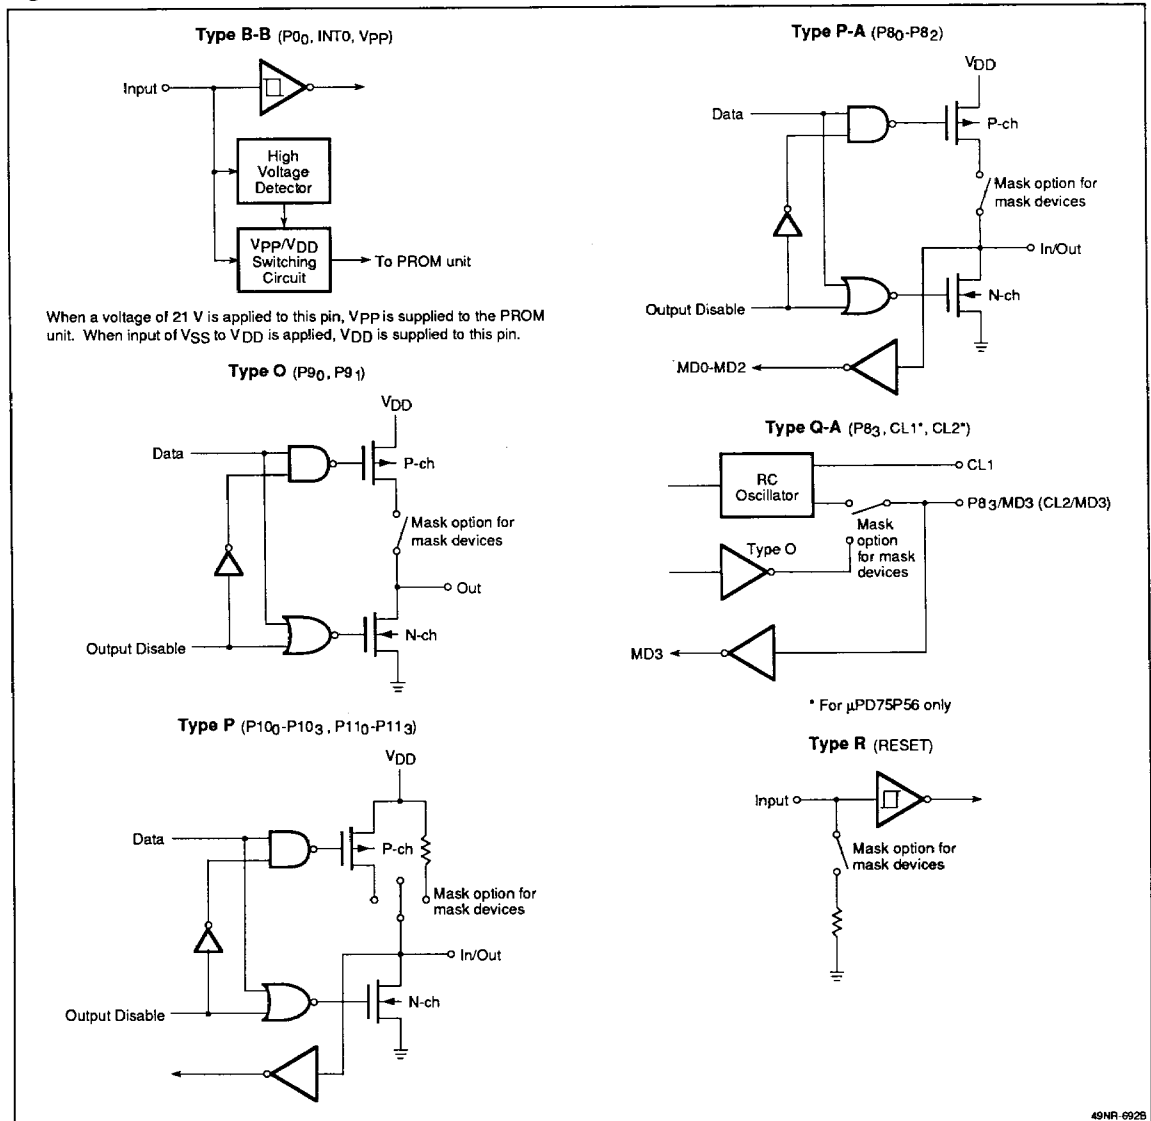 Type B-B (P0₀, INT0, VPP)
Input
High
Voltage
Detector
VPP/VDD
Switching
Circuit
To PROM unit
When a voltage of 21 V is applied to this pin, VPP is supplied to the PROM
unit. When input of VSS to VDD is applied, VDD is supplied to this pin.
Type O (P9₀, P9₁)
VDD
Data
P-ch
Mask option for
mask devices
Out
N-ch
Output Disable
Type P (P10₀-P10₃, P11₀-P11₃)
VDD
Data
P-ch
Mask option for
mask devices
In/Out
N-ch
Output Disable
Type P-A (P8₀-P8₂)
VDD
Data
P-ch
Mask option for
mask devices
In/Out
N-ch
Output Disable
MD0-MD2
Type Q-A (P8₃, CL1*, CL2*)
RC
Oscillator
CL1
P8₃/MD3 (CL2/MD3)
Mask
option
for mask
devices
Type O
MD3
* For μPD75P56 only
Type R (RESET)
Input
Mask option for
mask devices
49NR-692B